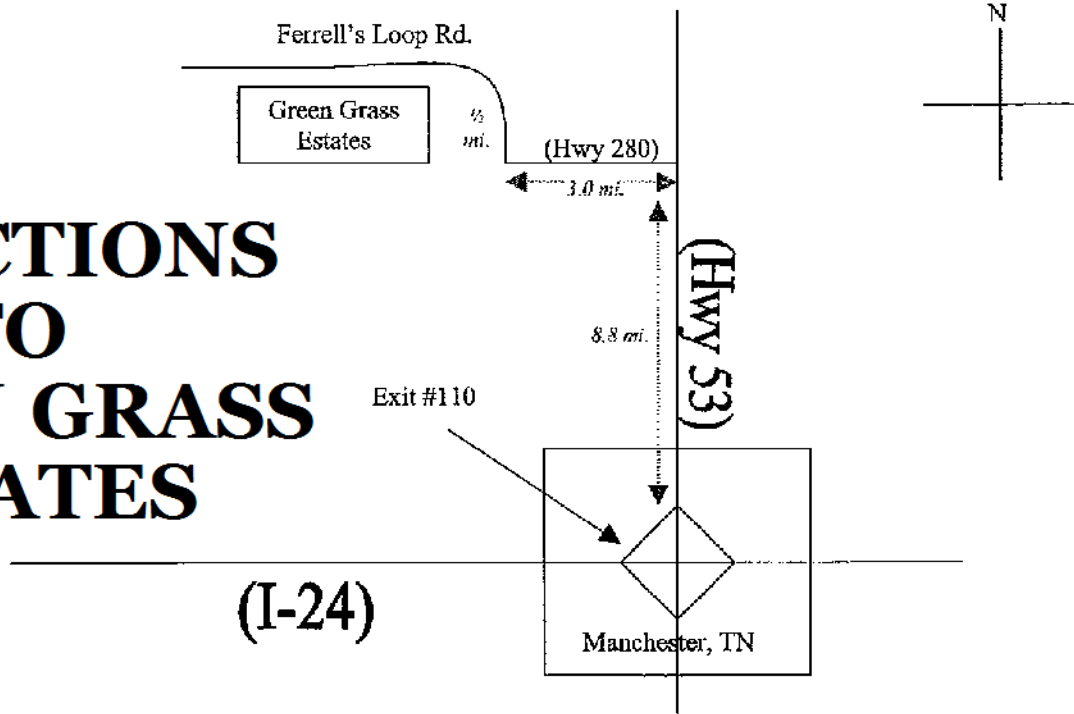 N
Ferrell's Loop Rd.
Green Grass
Estates
½
mi.
(Hwy 280)
3.0 mi.
CTIONS
TO
GRASS
ATES
(Hwy 53)
8.8 mi.
Exit #110
(I-24)
Manchester, TN